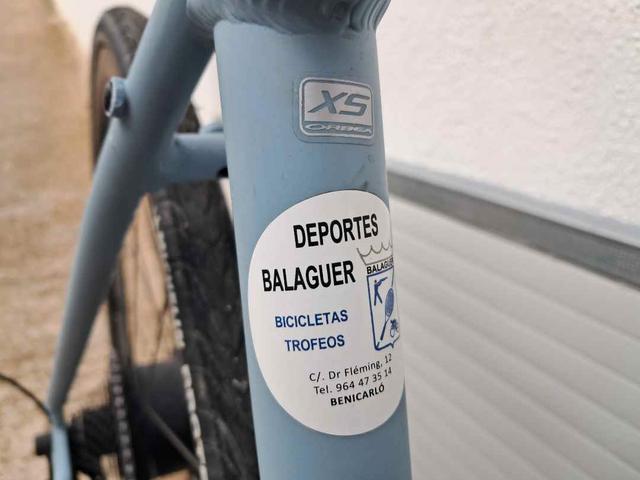 XS
ORBEA
DEPORTES
BALAGUER
BALAGUER
BICICLETAS
TROFEOS
C/. Dr Fléming, 12
Tel. 964 47 35 14
BENICARLÓ